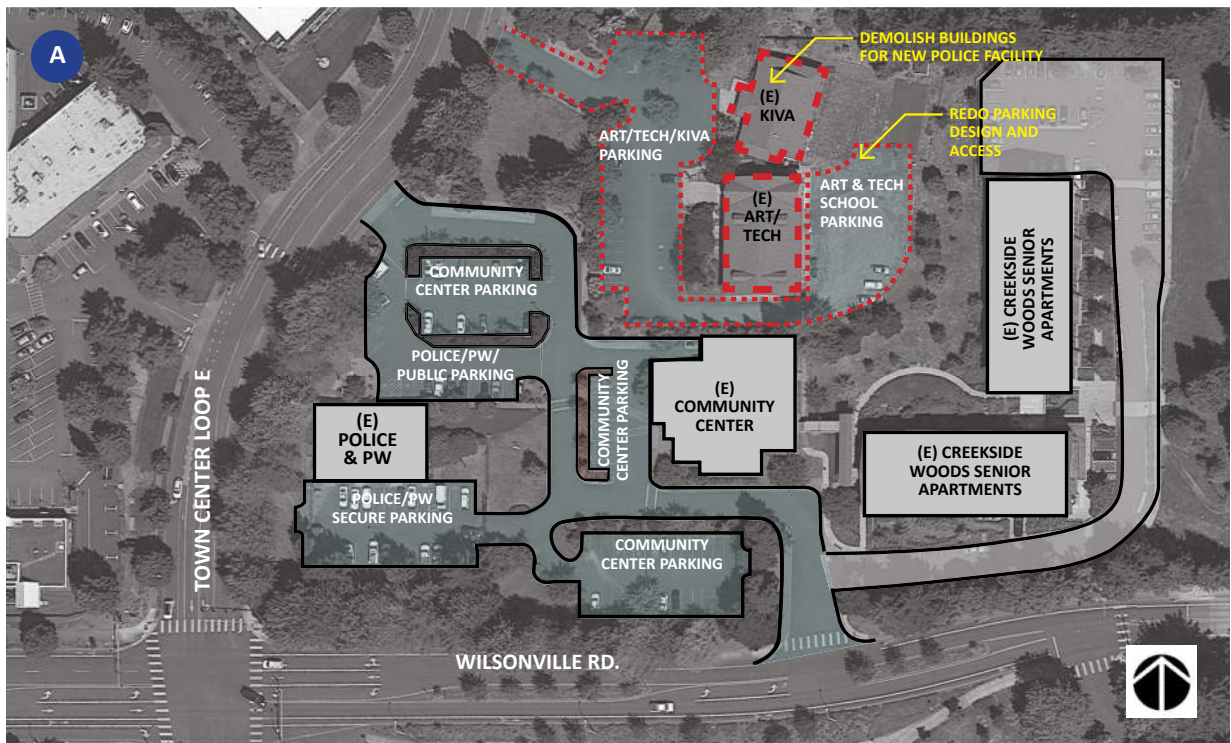 A
DEMOLISH BUILDINGS
FOR NEW POLICE FACILITY
(E)
KIVA
REDO PARKING
DESIGN AND
ACCESS
ART/TECH/KIVA
PARKING
(E)
ART/
TECH
ART & TECH
SCHOOL
PARKING
COMMUNITY
CENTER PARKING
(E) CREEKSIDE
WOODS SENIOR
APARTMENTS
POLICE/PW/
PUBLIC PARKING
COMMUNITY
CENTER PARKING
(E)
COMMUNITY
CENTER
(E)
POLICE
& PW
TOWN CENTER LOOP E
(E) CREEKSIDE
WOODS SENIOR
APARTMENTS
POLICE/PW
SECURE PARKING
COMMUNITY
CENTER PARKING
WILSONVILLE RD.